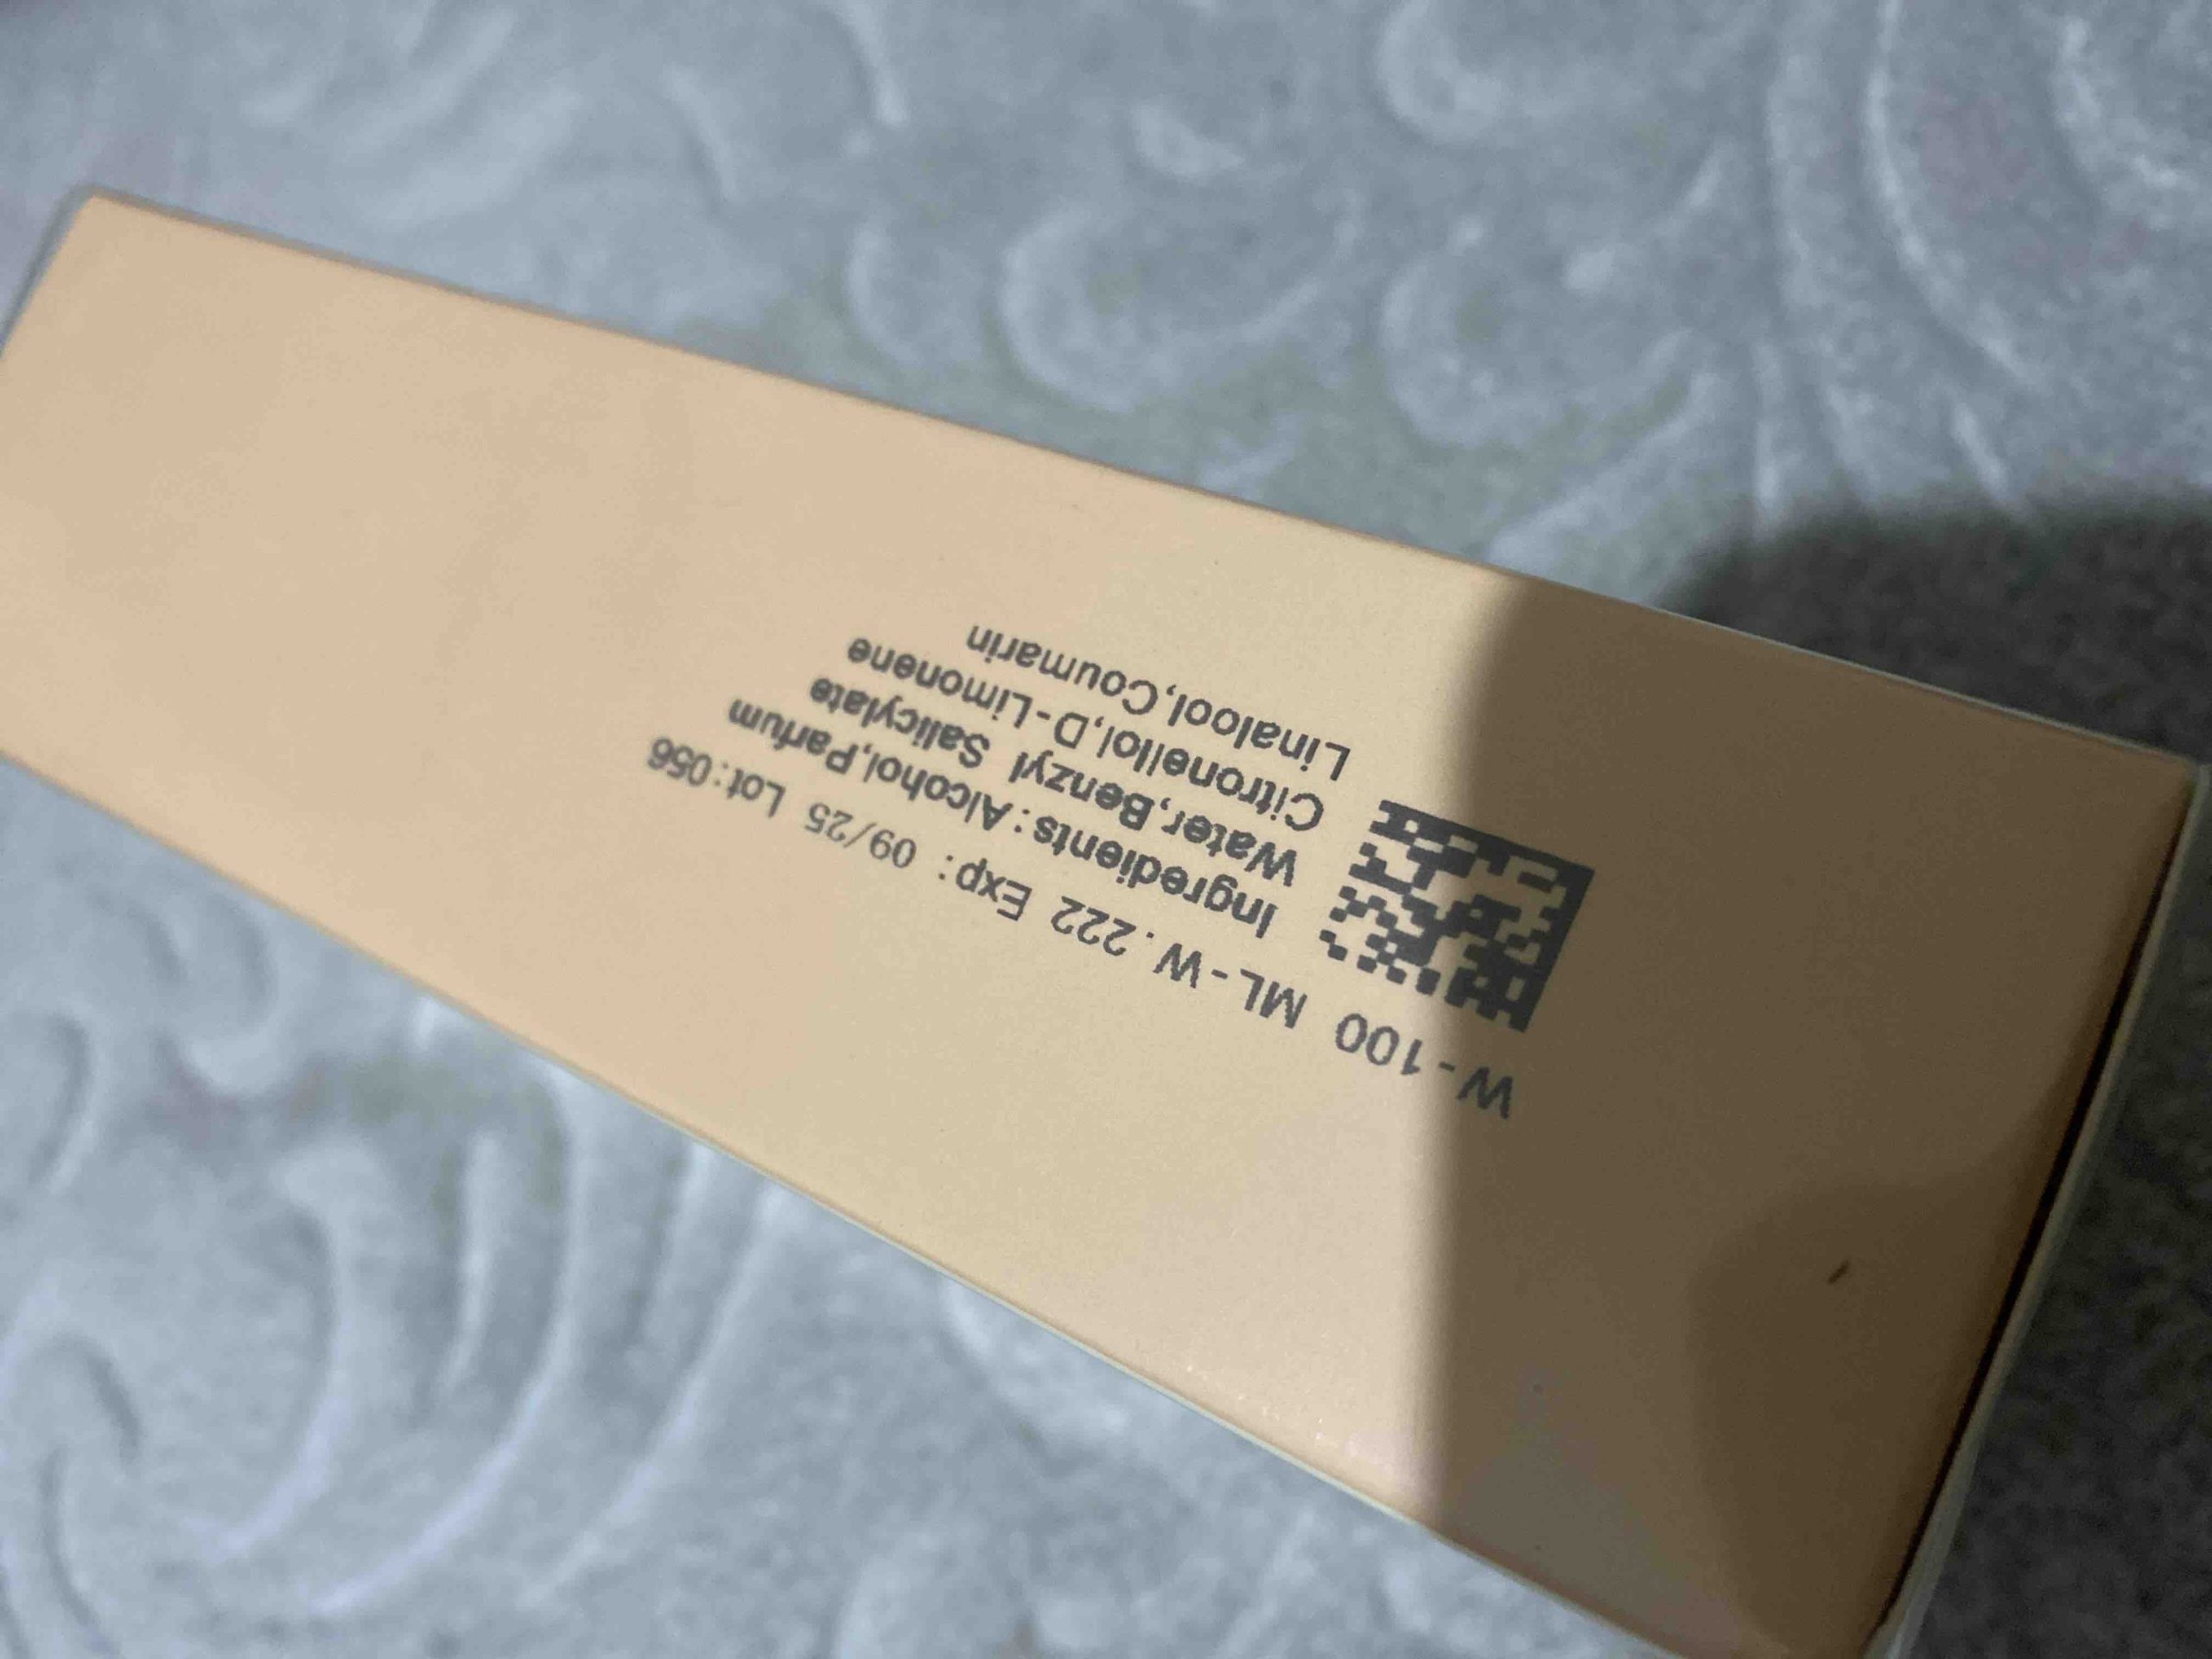 W-100 ML-W.222 Exp: 09/25 Lot:056
Ingredients:Alcohol,Parfum
Water,Benzyl Salicylate
Citronellol,D-Limonene
Linalool,Coumarin